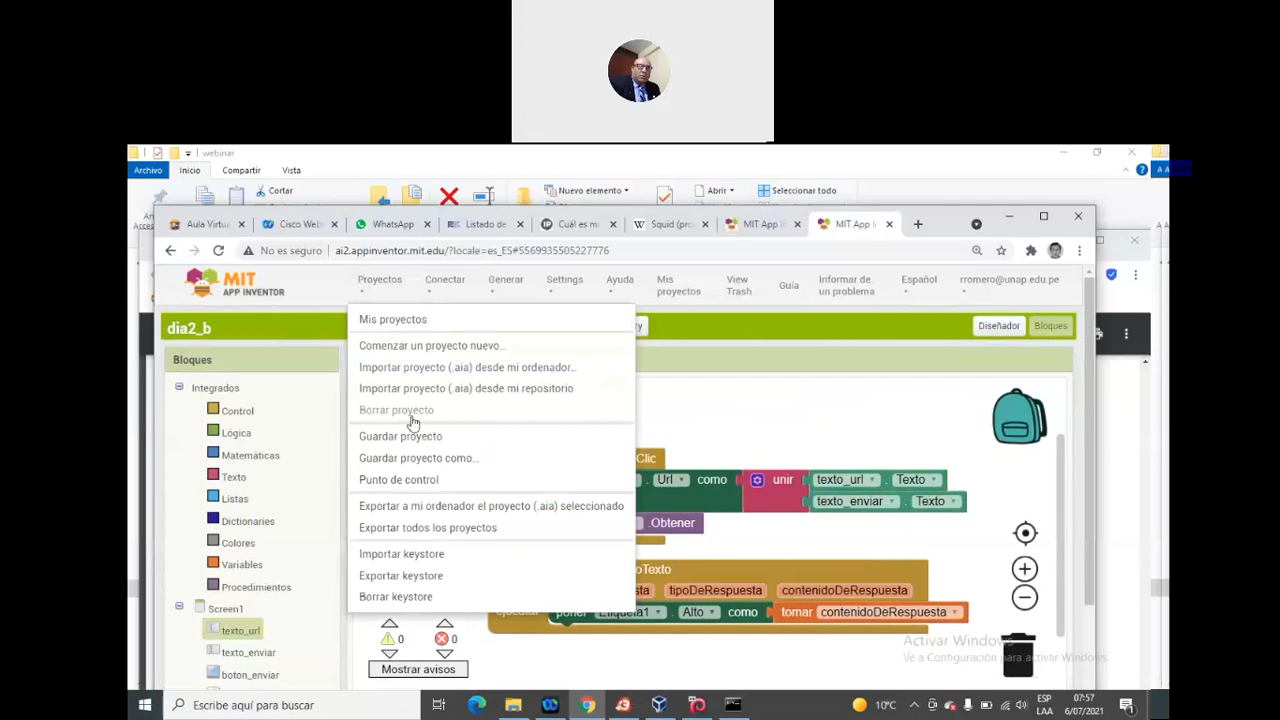 webinar
Archivo Inicio Compartir Vista
Cortar Nuevo elemento Abrir Seleccionar todo
Aula Virtu Cisco Web WhatsApp Listado de Cuál es mi Squid (pro MIT App I MIT App I
No es seguro ai2.appinventor.mit.edu/?locale=es_ES#5569935505227776
MIT
APP INVENTOR
Proyectos Conectar Generar Settings Ayuda Mis proyectos View Trash Guía Informar de un problema Español rromero@unap.edu.pe
dia2_b
Diseñador Bloques
Bloques
Integrados
Control
Lógica
Matemáticas
Texto
Listas
Dictionaries
Colores
Variables
Procedimientos
Screen1
texto_url
texto_enviar
boton_enviar
Mis proyectos
Comenzar un proyecto nuevo...
Importar proyecto (.aia) desde mi ordenador...
Importar proyecto (.aia) desde mi repositorio
Borrar proyecto
Guardar proyecto
Guardar proyecto como...
Punto de control
Exportar a mi ordenador el proyecto (.aia) seleccionado
Exportar todos los proyectos
Importar keystore
Exportar keystore
Borrar keystore
Clic
. Url como unir texto_url . Texto
texto_enviar . Texto
.Obtener
oTexto
sta tipoDeRespuesta contenidoDeRespuesta
ejecutar poner Etiqueta1 . Alto como tomar contenidoDeRespuesta
0 0
Mostrar avisos
Activar Windows
Ve a Configuración para activar Windows.
Escribe aquí para buscar
10°C
ESP
LAA
07:57
6/07/2021